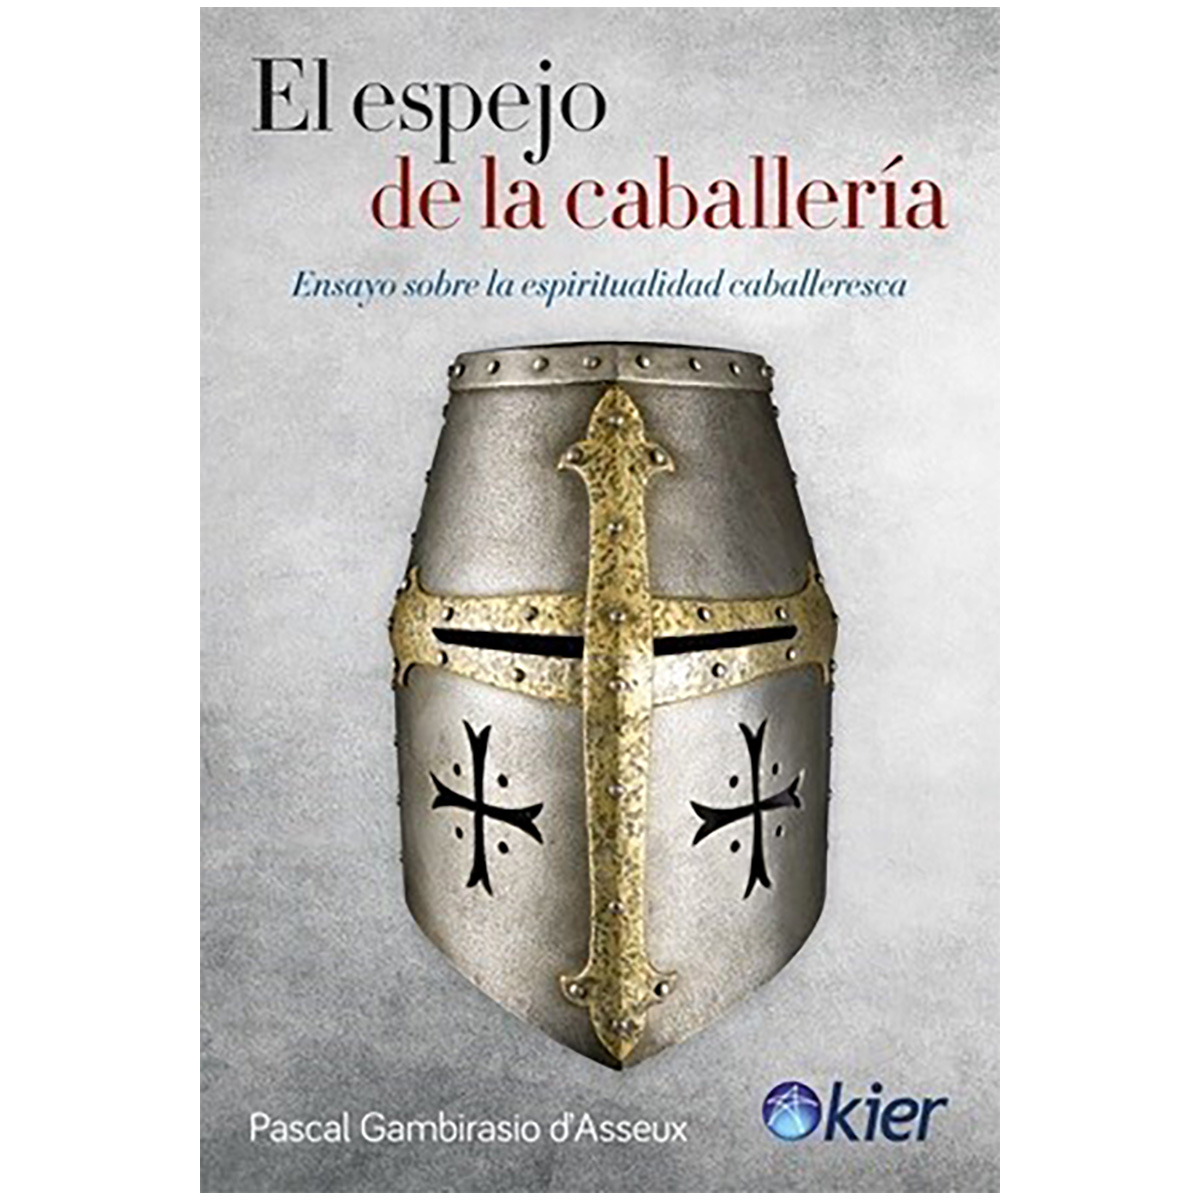 El espejo
de la caballería
Ensayo sobre la espiritualidad caballeresca
Pascal Gambirasio d'Asseux
kier